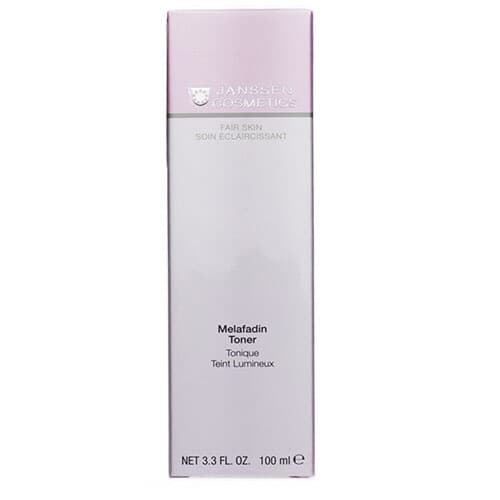 JANSSEN
COSMETICS
FAIR SKIN
SOIN ÉCLAIRCISSANT
Melafadin
Toner
Tonique
Teint Lumineux
NET 3.3 FL. OZ. 100 ml ℮